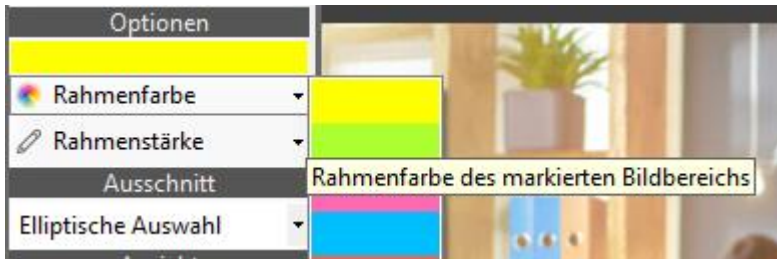 Optionen
Rahmenfarbe
Rahmenstärke
Rahmenfarbe des markierten Bildbereichs
Ausschnitt
Elliptische Auswahl